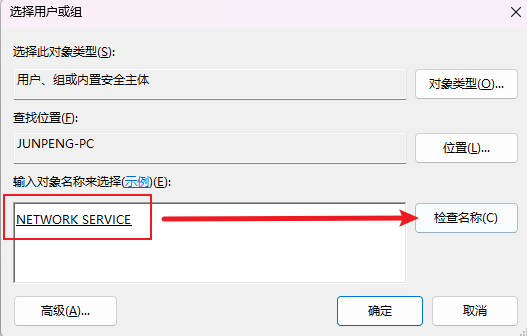 选择用户或组
选择此对象类型(S):
用户、组或内置安全主体
对象类型(O)...
查找位置(F):
JUNPENG-PC
位置(L)...
输入对象名称来选择(示例)(E):
NETWORK SERVICE
检查名称(C)
高级(A)...
确定
取消